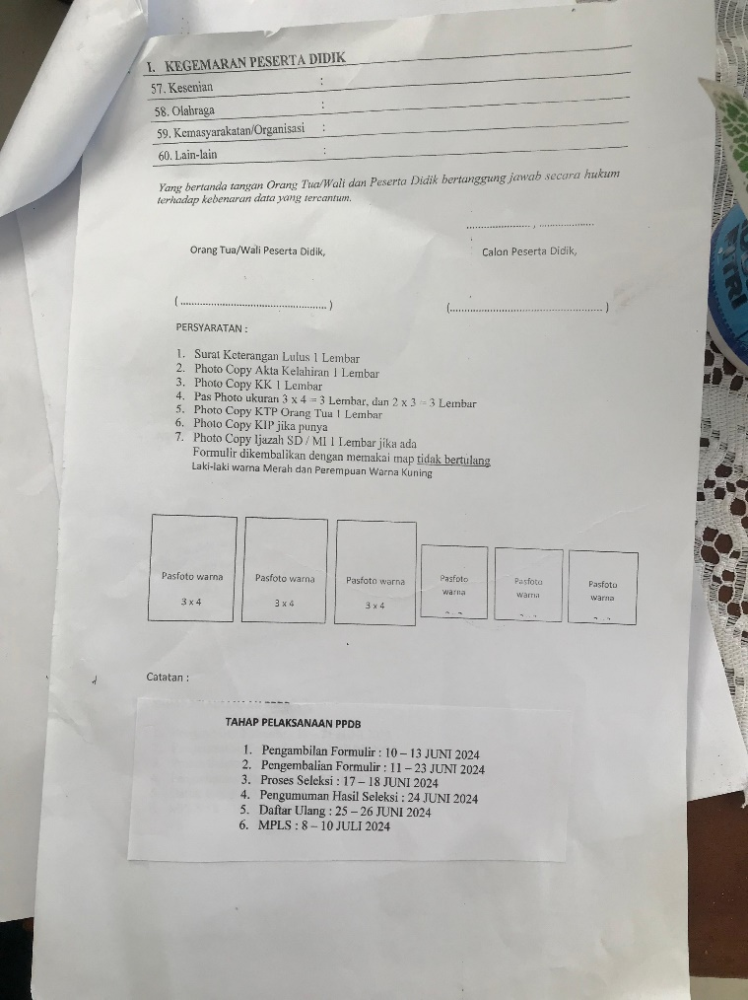 I. KEGEMARAN PESERTA DIDIK
57. Kesenian :
58. Olahraga :
59. Kemasyarakatan/Organisasi :
60. Lain-lain :
Yang bertanda tangan Orang Tua/Wali dan Peserta Didik bertanggung jawab secara hukum
terhadap kebenaran data yang tercantum.
...................... , ..................
Orang Tua/Wali Peserta Didik, Calon Peserta Didik,
(..................................................) (....................................................)
PERSYARATAN :
1. Surat Keterangan Lulus 1 Lembar
2. Photo Copy Akta Kelahiran 1 Lembar
3. Photo Copy KK 1 Lembar
4. Pas Photo ukuran 3 x 4 = 3 Lembar, dan 2 x 3 = 3 Lembar
5. Photo Copy KTP Orang Tua 1 Lembar
6. Photo Copy KIP jika punya
7. Photo Copy Ijazah SD / MI 1 Lembar jika ada
Formulir dikembalikan dengan memakai map tidak bertulang
Laki-laki warna Merah dan Perempuan Warna Kuning
Pasfoto warna Pasfoto warna Pasfoto warna Pasfoto Pasfoto Pasfoto
warna warna warna
3 x 4 3 x 4 3 x 4
Catatan :
TAHAP PELAKSANAAN PPDB
1. Pengambilan Formulir : 10 – 13 JUNI 2024
2. Pengembalian Formulir : 11 – 23 JUNI 2024
3. Proses Seleksi : 17 – 18 JUNI 2024
4. Pengumuman Hasil Seleksi : 24 JUNI 2024
5. Daftar Ulang : 25 – 26 JUNI 2024
6. MPLS : 8 – 10 JULI 2024